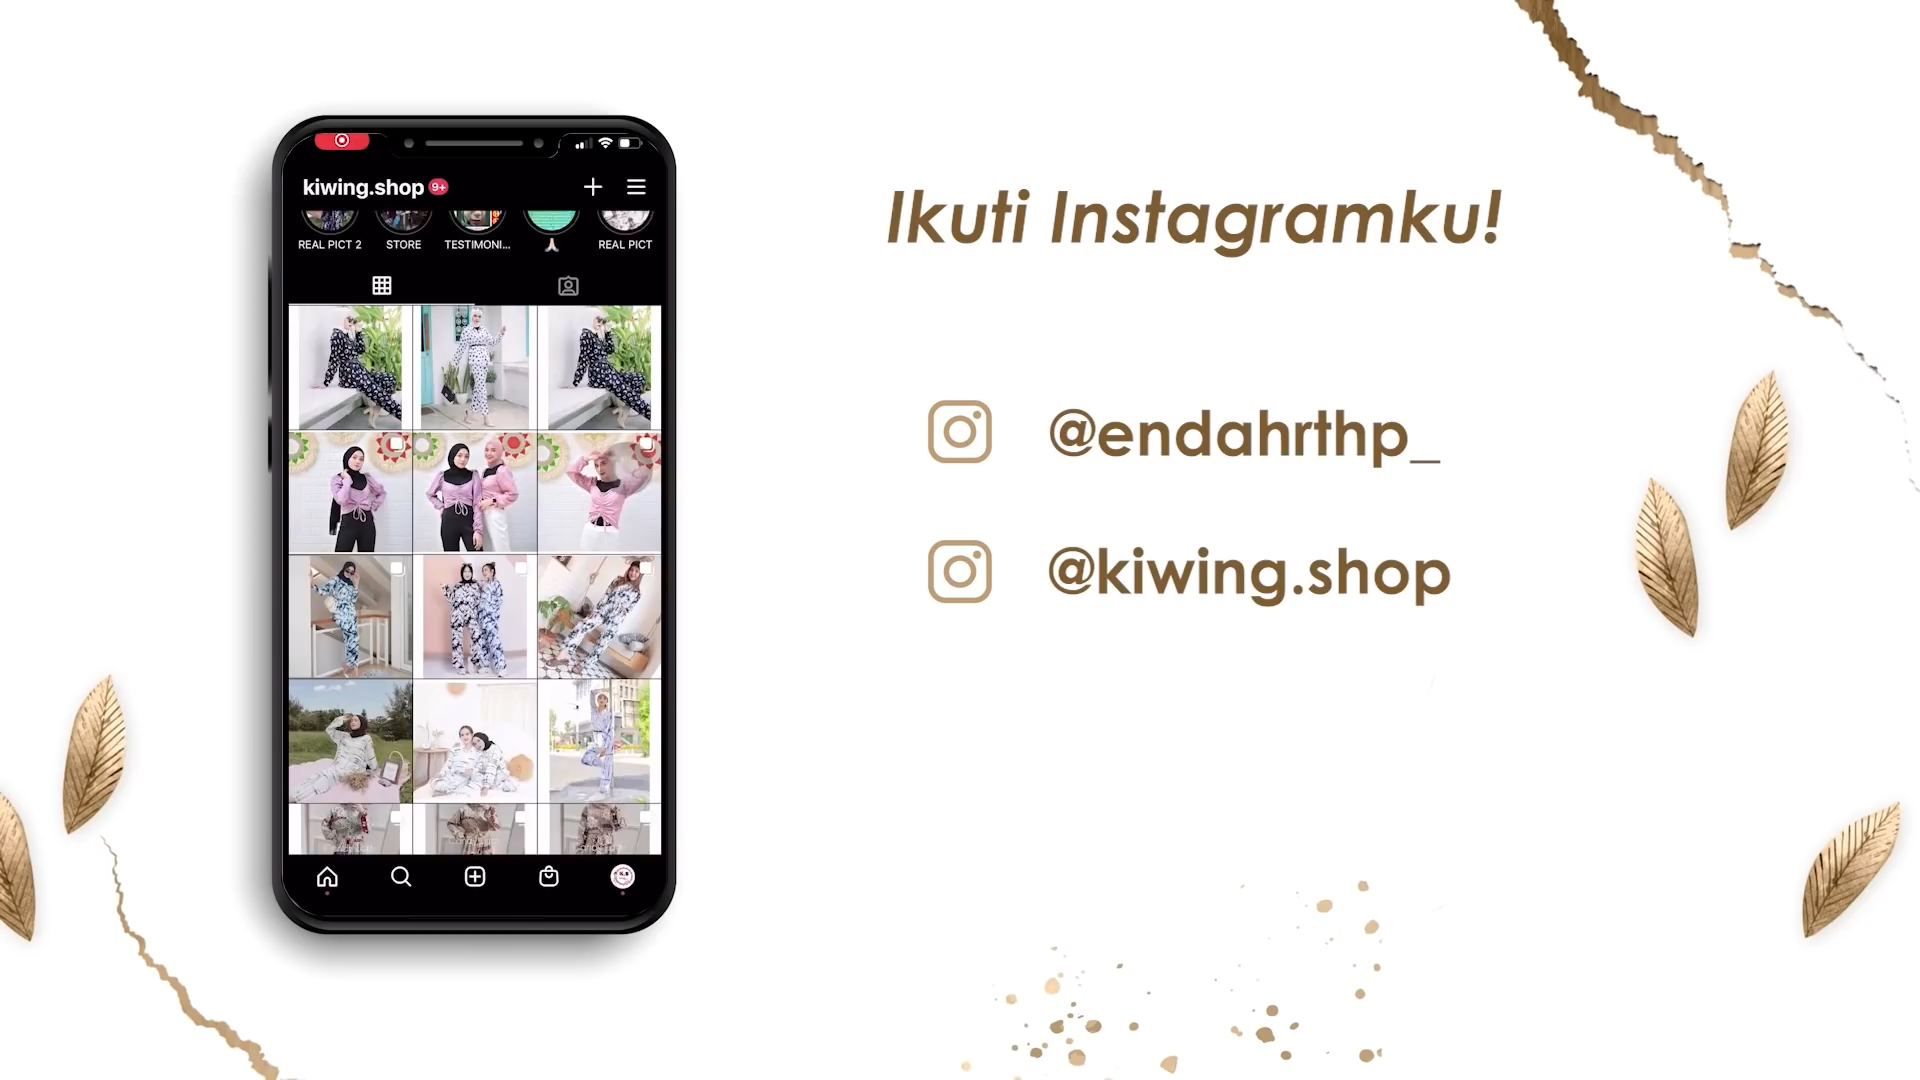 kiwing.shop 9+
REAL PICT 2 STORE TESTIMONI... 🙏🏻 REAL PICT
Ikuti Instagramku!
@endahrthp_
@kiwing.shop